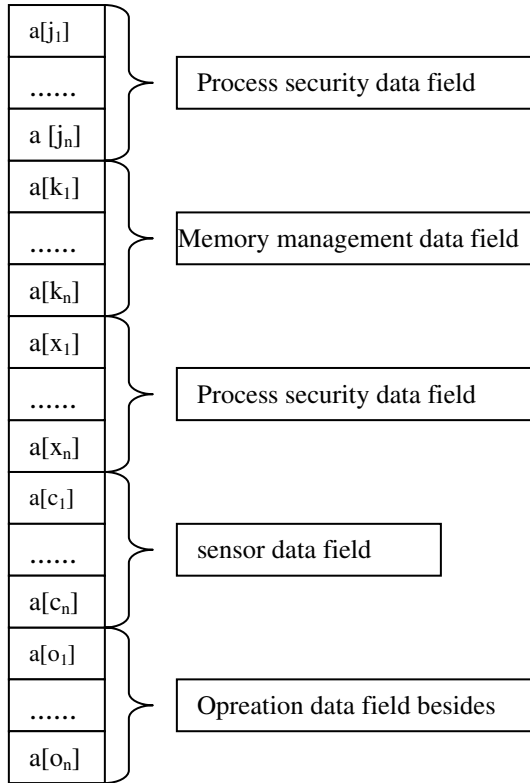 a[j₁]
......
a [jₙ]
Process security data field
a[k₁]
......
a[kₙ]
Memory management data field
a[x₁]
......
a[xₙ]
Process security data field
a[c₁]
......
a[cₙ]
sensor data field
a[o₁]
......
a[oₙ]
Opreation data field besides